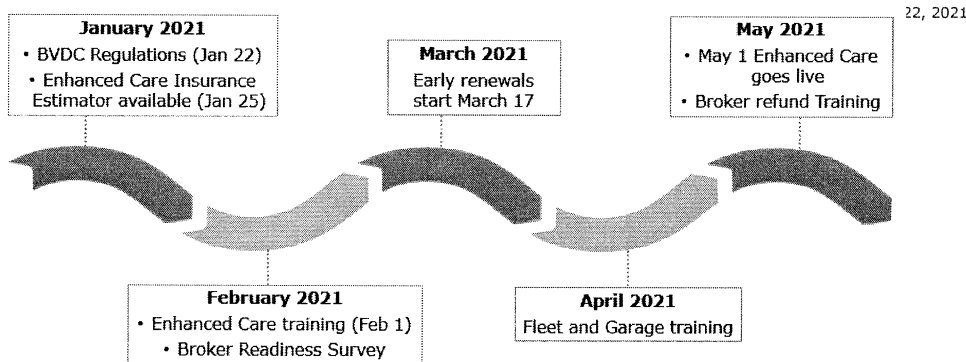 22, 2021
January 2021
• BVDC Regulations (Jan 22)
• Enhanced Care Insurance
Estimator available (Jan 25)
March 2021
Early renewals
start March 17
May 2021
• May 1 Enhanced Care
goes live
• Broker refund Training
February 2021
• Enhanced Care training (Feb 1)
• Broker Readiness Survey
April 2021
Fleet and Garage training